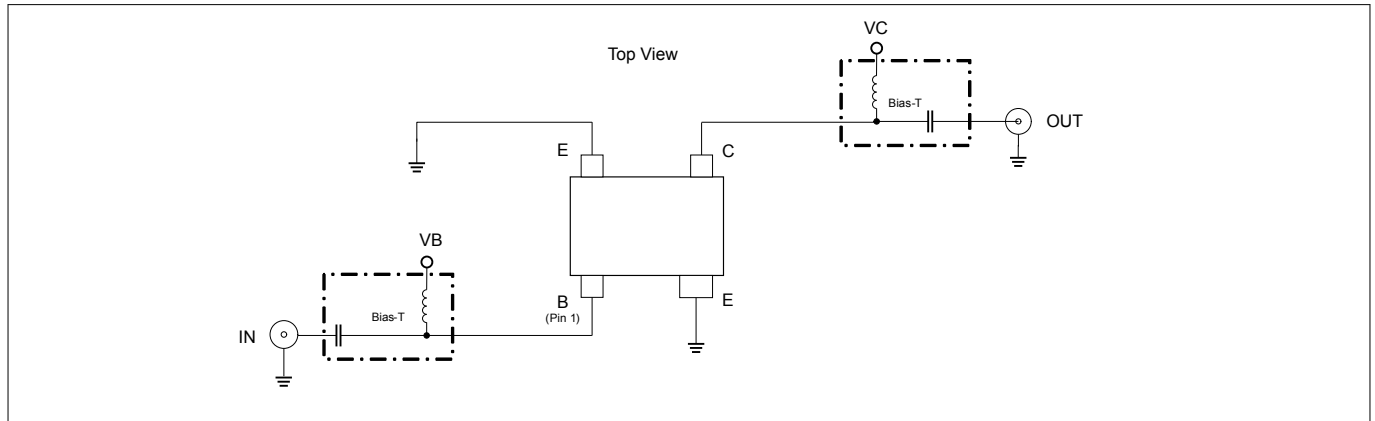 VC
Top View
Bias-T
OUT
E
C
VB
B
(Pin 1)
E
Bias-T
IN